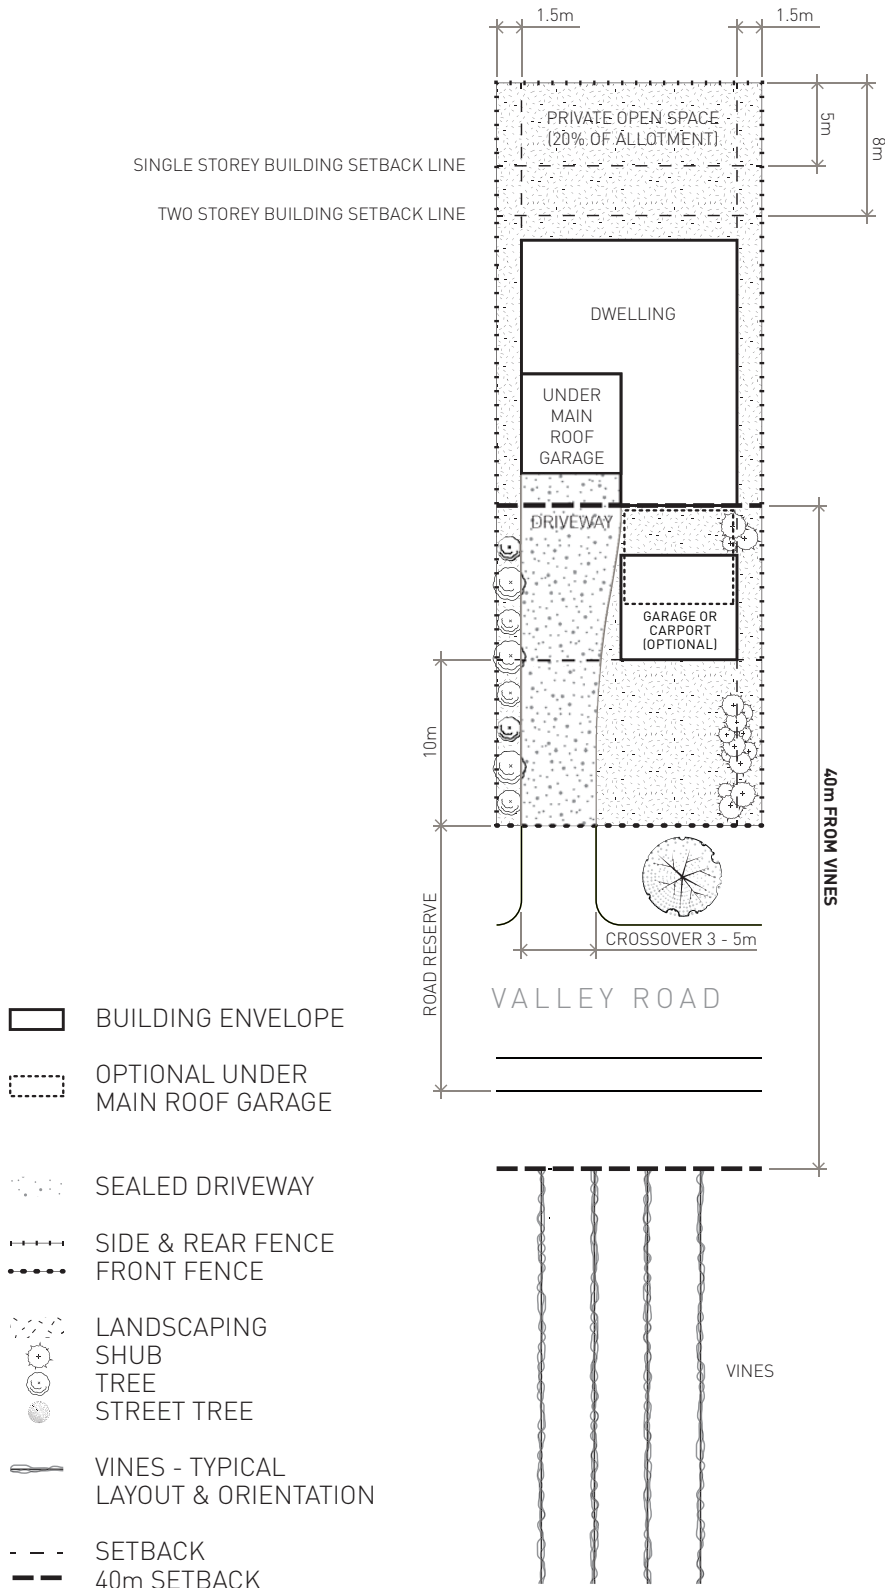 1.5m
1.5m
PRIVATE OPEN SPACE
(20% OF ALLOTMENT)
5m
8m
SINGLE STOREY BUILDING SETBACK LINE
TWO STOREY BUILDING SETBACK LINE
DWELLING
UNDER
MAIN
ROOF
GARAGE
DRIVEWAY
GARAGE OR
CARPORT
(OPTIONAL)
10m
40m FROM VINES
ROAD RESERVE
CROSSOVER 3 - 5m
VALLEY ROAD
BUILDING ENVELOPE
OPTIONAL UNDER
MAIN ROOF GARAGE
SEALED DRIVEWAY
SIDE & REAR FENCE
FRONT FENCE
LANDSCAPING
SHUB
TREE
STREET TREE
VINES
VINES - TYPICAL
LAYOUT & ORIENTATION
SETBACK
40m SETBACK